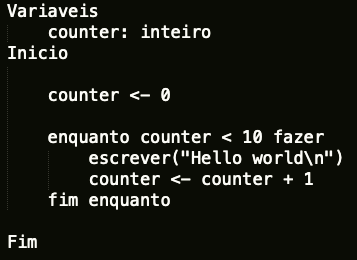 Variaveis
    counter: inteiro
Inicio

    counter <- 0

    enquanto counter < 10 fazer
        escrever("Hello world\n")
        counter <- counter + 1
    fim enquanto

Fim